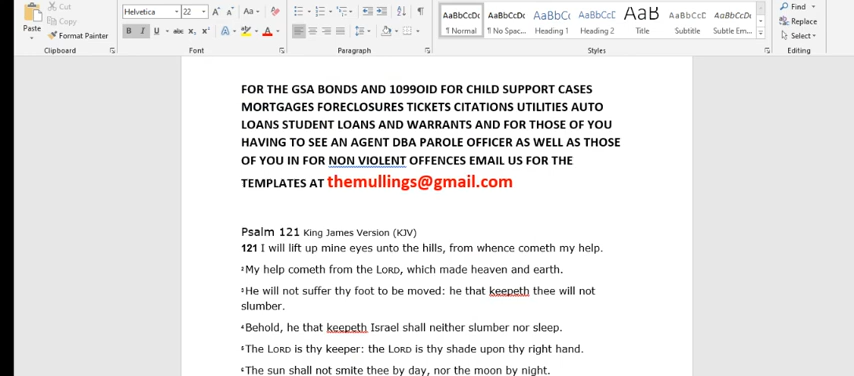 Cut
Copy
Paste
Format Painter
Clipboard
Helvetica
22
Aa
B I U abc x, x²
A
Font
Paragraph
AaBbCcDc
¶ Normal
AaBbCcDc
¶ No Spac...
AaBbCc
Heading 1
AaBbCcC
Heading 2
AaB
Title
AaBbCcC
Subtitle
AaBbCcDc
Subtle Em...
Styles
Find
Replace
Select
Editing
FOR THE GSA BONDS AND 1099OID FOR CHILD SUPPORT CASES
MORTGAGES FORECLOSURES TICKETS CITATIONS UTILITIES AUTO
LOANS STUDENT LOANS AND WARRANTS AND FOR THOSE OF YOU
HAVING TO SEE AN AGENT DBA PAROLE OFFICER AS WELL AS THOSE
OF YOU IN FOR NON VIOLENT OFFENCES EMAIL US FOR THE
TEMPLATES AT themullings@gmail.com
Psalm 121 King James Version (KJV)
121 I will lift up mine eyes unto the hills, from whence cometh my help.
2 My help cometh from the LORD, which made heaven and earth.
3 He will not suffer thy foot to be moved: he that keepeth thee will not
slumber.
4 Behold, he that keepeth Israel shall neither slumber nor sleep.
5 The LORD is thy keeper: the LORD is thy shade upon thy right hand.
6 The sun shall not smite thee by day, nor the moon by night.